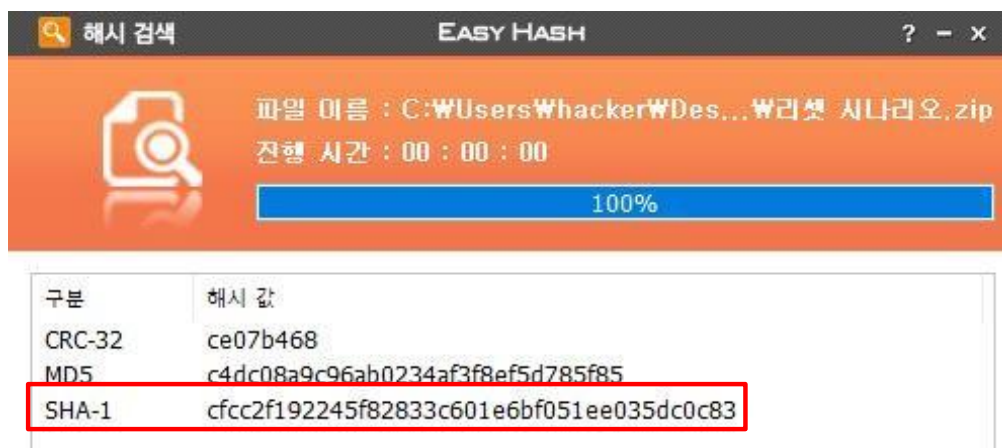 해시 검색 EASY HASH ? – x
파일 이름 : C:₩Users₩hacker₩Des...₩리셋 시나리오.zip
진행 시간 : 00 : 00 : 00
100%
구분 해시 값
CRC-32 ce07b468
MD5 c4dc08a9c96ab0234af3f8ef5d785f85
SHA-1 cfcc2f192245f82833c601e6bf051ee035dc0c83